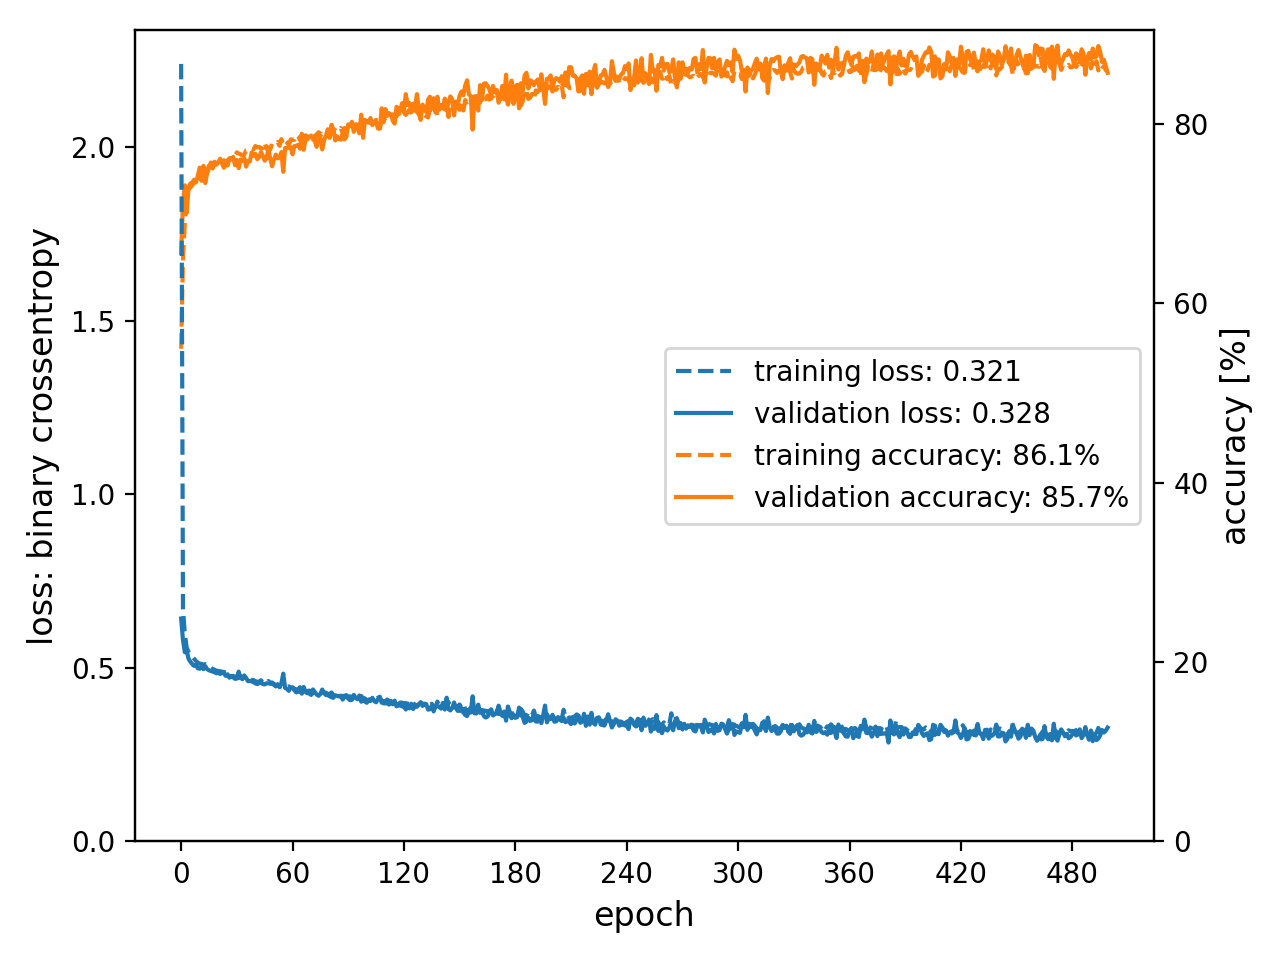 loss: binary crossentropy
2.0
1.5
1.0
0.5
0.0
training loss: 0.321
validation loss: 0.328
training accuracy: 86.1%
validation accuracy: 85.7%
80
60
40
20
0
accuracy [%]
0 60 120 180 240 300 360 420 480
epoch